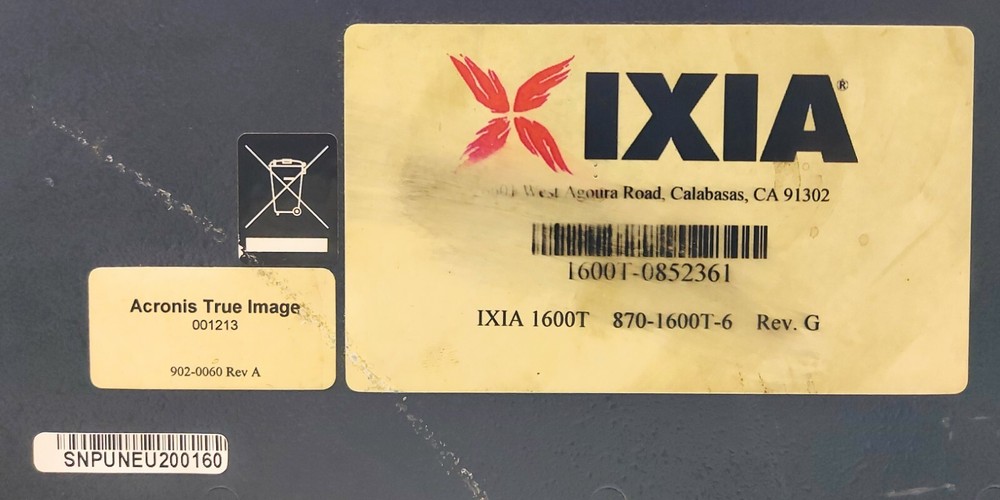 IXIA®
West Agoura Road, Calabasas, CA 91302
1600T-0852361
IXIA 1600T 870-1600T-6 Rev. G
Acronis True Image
001213
902-0060 Rev A
SNPUNEU200160